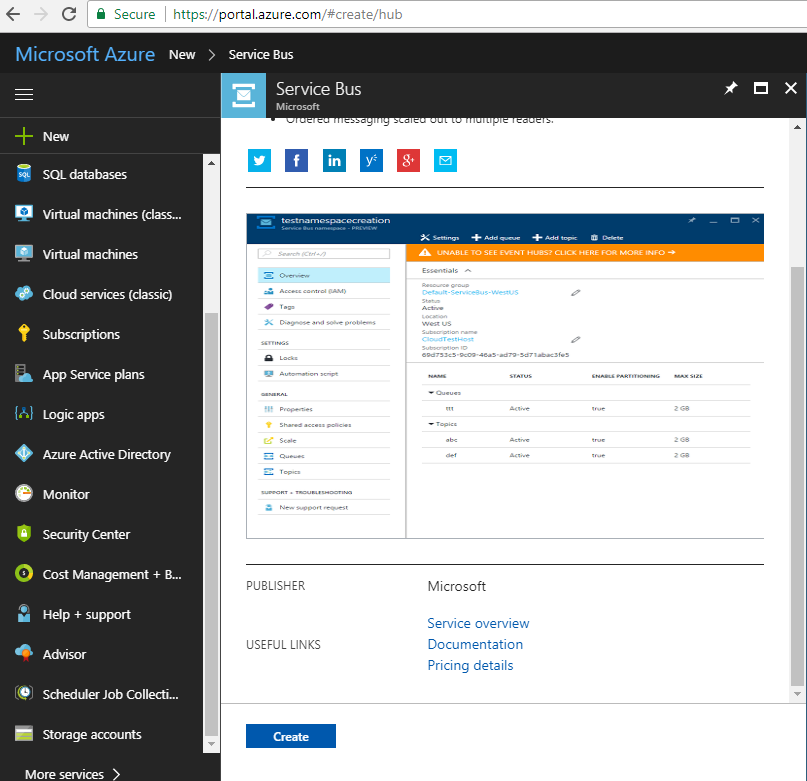 Secure https://portal.azure.com/#create/hub
Microsoft Azure New Service Bus
Service Bus
Microsoft
New
SQL databases
Virtual machines (class...
Virtual machines
Cloud services (classic)
Subscriptions
App Service plans
Logic apps
Azure Active Directory
Monitor
Security Center
Cost Management + B...
Help + support
Advisor
Scheduler Job Collecti...
Storage accounts
More services
Ordered messaging scaled out to multiple readers.
testnamespacecreation
Service Bus namespace - PREVIEW
Settings Add queue Add topic Delete
Search (Ctrl+/)
Overview
Access control (IAM)
Tags
Diagnose and solve problems
SETTINGS
Locks
Automation script
GENERAL
Properties
Shared access policies
Scale
Queues
Topics
SUPPORT + TROUBLESHOOTING
New support request
UNABLE TO SEE EVENT HUBS? CLICK HERE FOR MORE INFO →
Essentials
Resource group
Default-ServiceBus-WestUS
Status
Active
Location
West US
Subscription name
CloudTestHost
Subscription ID
69d753c5-9c09-46a5-ad79-5d71abac3fe5
NAME STATUS ENABLE PARTITIONING MAX SIZE
Queues
ttt Active true 2 GB
Topics
abc Active true 2 GB
def Active true 2 GB
PUBLISHER Microsoft
USEFUL LINKS
Service overview
Documentation
Pricing details
Create